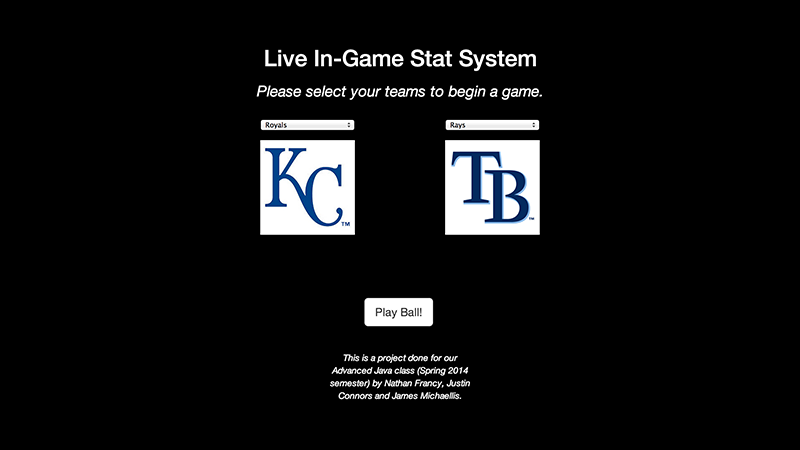 Live In-Game Stat System
Please select your teams to begin a game.
Royals
Rays
KC™
TB™
Play Ball!
This is a project done for our
Advanced Java class (Spring 2014
semester) by Nathan Francy, Justin
Connors and James Michaellis.